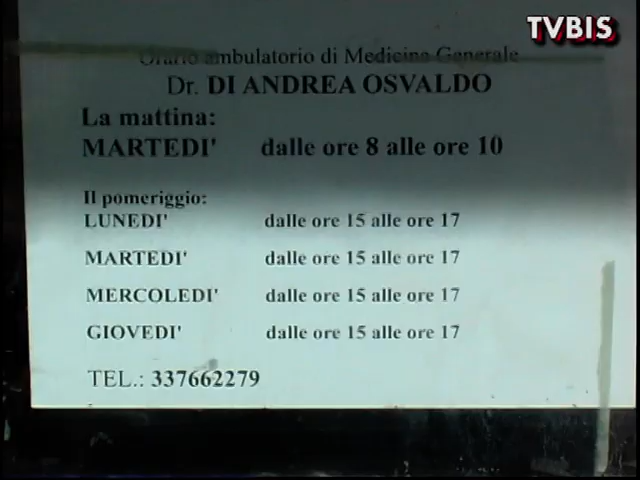 TVBIS
Orario ambulatorio di Medicina Generale
Dr. DI ANDREA OSVALDO
La mattina:
MARTEDI' dalle ore 8 alle ore 10
Il pomeriggio:
LUNEDI' dalle ore 15 alle ore 17
MARTEDI' dalle ore 15 alle ore 17
MERCOLEDI' dalle ore 15 alle ore 17
GIOVEDI' dalle ore 15 alle ore 17
TEL.: 337662279